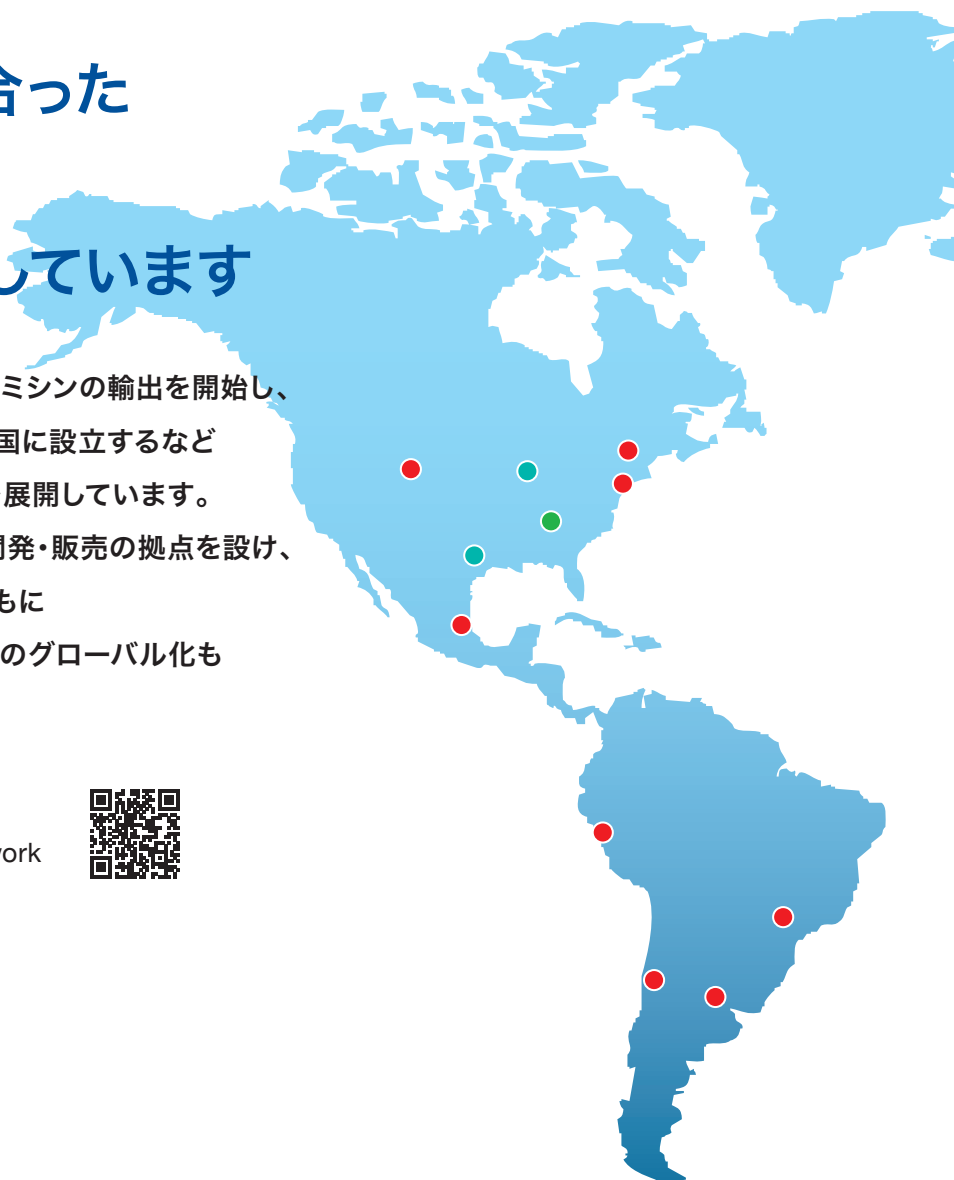 合った
しています
ミシンの輸出を開始し、
国に設立するなど
展開しています。
発・販売の拠点を設け、
もに
のグローバル化も
work